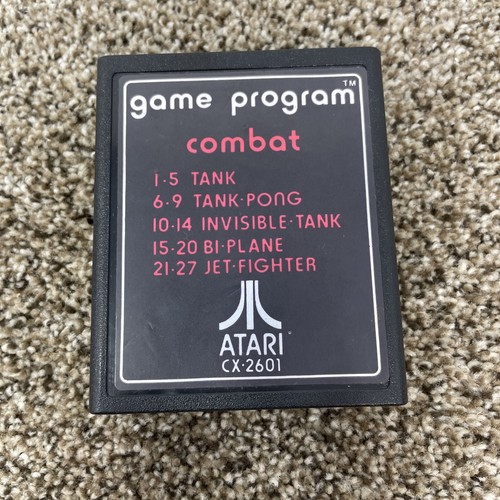 game program™
combat
1-5 TANK
6-9 TANK-PONG
10-14 INVISIBLE-TANK
15-20 BI-PLANE
21-27 JET-FIGHTER
ATARI
CX-2601